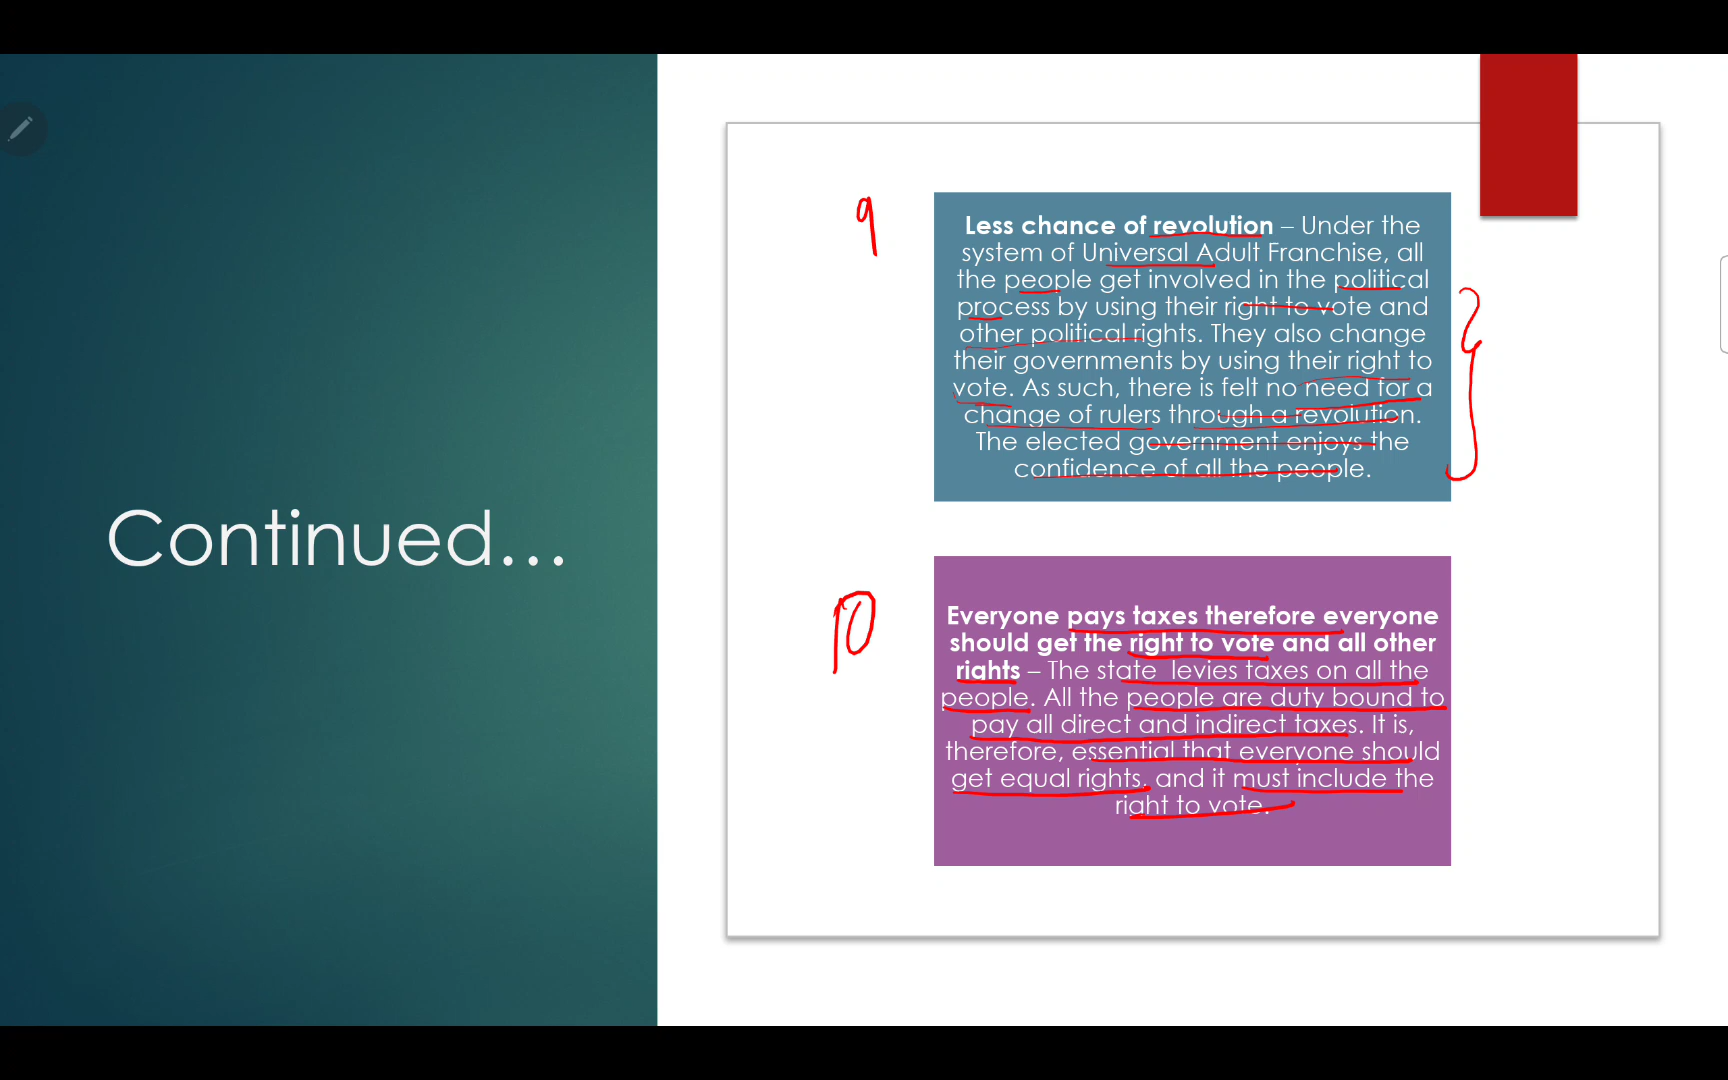 Continued...
9
Less chance of revolution – Under the
system of Universal Adult Franchise, all
the people get involved in the political
process by using their right to vote and
other political rights. They also change
their governments by using their right to
vote. As such, there is felt no need for a
change of rulers through a revolution.
The elected government enjoys the
confidence of all the people.
10
Everyone pays taxes therefore everyone
should get the right to vote and all other
rights – The state levies taxes on all the
people. All the people are duty bound to
pay all direct and indirect taxes. It is,
therefore, essential that everyone should
get equal rights. and it must include the
right to vote.